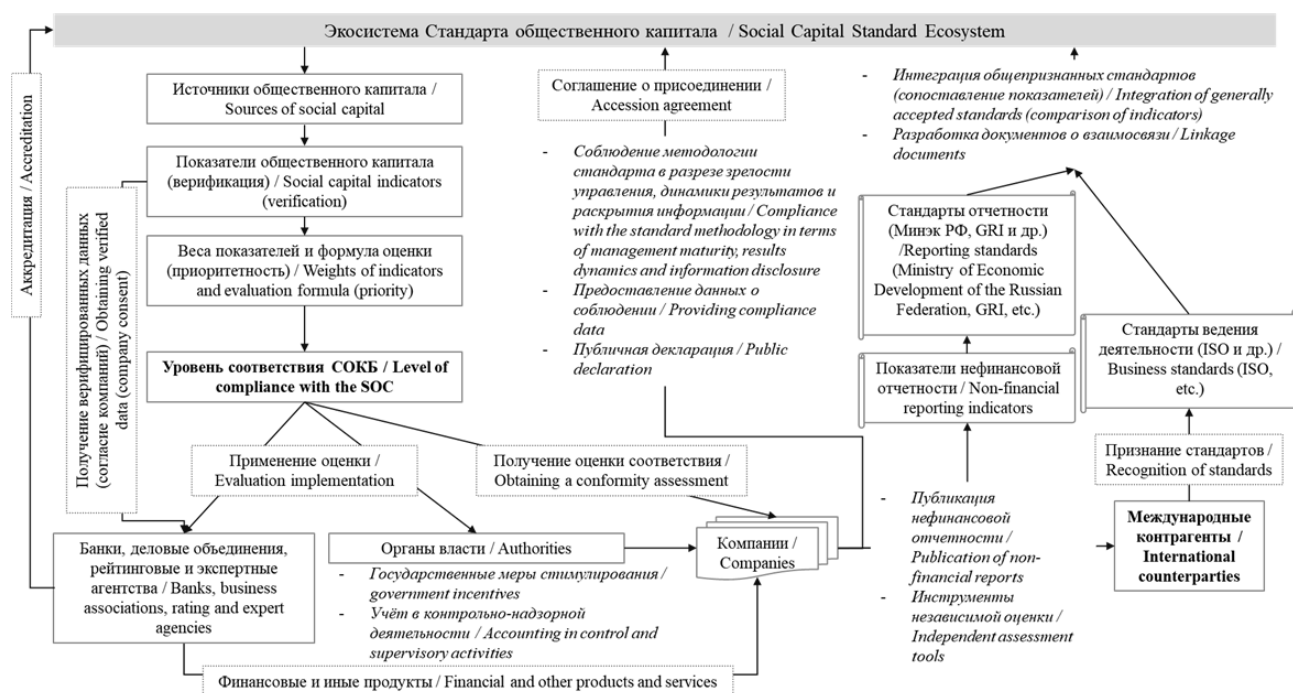 Экосистема Стандарта общественного капитала / Social Capital Standard Ecosystem
Аккредитация / Accreditation
Источники общественного капитала /
Sources of social capital
Показатели общественного капитала
(верификация) / Social capital indicators
(verification)
Получение верифицированных данных
(согласие компаний) / Obtaining verified
data (company consent)
Веса показателей и формула оценки
(приоритетность) / Weights of indicators
and evaluation formula (priority)
Уровень соответствия СОКБ / Level of
compliance with the SOC
Применение оценки /
Evaluation implementation
Получение оценки соответствия /
Obtaining a conformity assessment
Банки, деловые объединения,
рейтинговые и экспертные
агентства / Banks, business
associations, rating and expert
agencies
Органы власти / Authorities
- Государственные меры стимулирования /
government incentives
- Учёт в контрольно-надзорной
деятельности / Accounting in control and
supervisory activities
Компании /
Companies
Финансовые и иные продукты / Financial and other products and services
Соглашение о присоединении /
Accession agreement
- Соблюдение методологии
стандарта в разрезе зрелости
управления, динамики результатов и
раскрытия информации / Compliance
with the standard methodology in terms
of management maturity, results
dynamics and information disclosure
- Предоставление данных о
соблюдении / Providing compliance
data
- Публичная декларация / Public
declaration
- Интеграция общепризнанных стандартов
(сопоставление показателей) / Integration of generally
accepted standards (comparison of indicators)
- Разработка документов о взаимосвязи / Linkage
documents
Стандарты отчетности
(Минэк РФ, GRI и др.)
/Reporting standards
(Ministry of Economic
Development of the Russian
Federation, GRI, etc.)
Показатели нефинансовой
отчетности / Non-financial
reporting indicators
Стандарты ведения
деятельности (ISO и др.) /
Business standards (ISO,
etc.)
Признание стандартов /
Recognition of standards
- Публикация
нефинансовой
отчетности /
Publication of non-
financial reports
- Инструменты
независимой оценки /
Independent assessment
tools
Международные
контрагенты /
International
counterparties